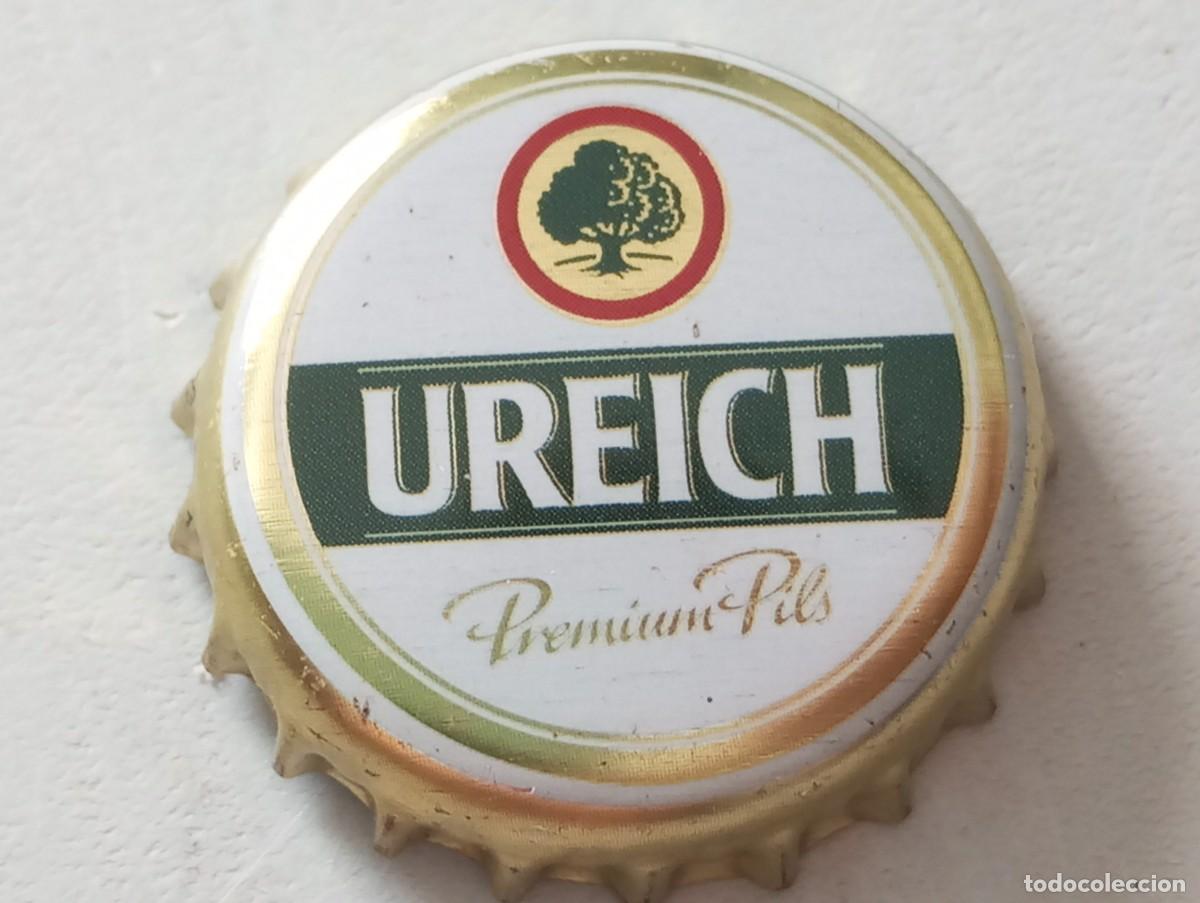 UREICH
Premium Pils
todocoleccion